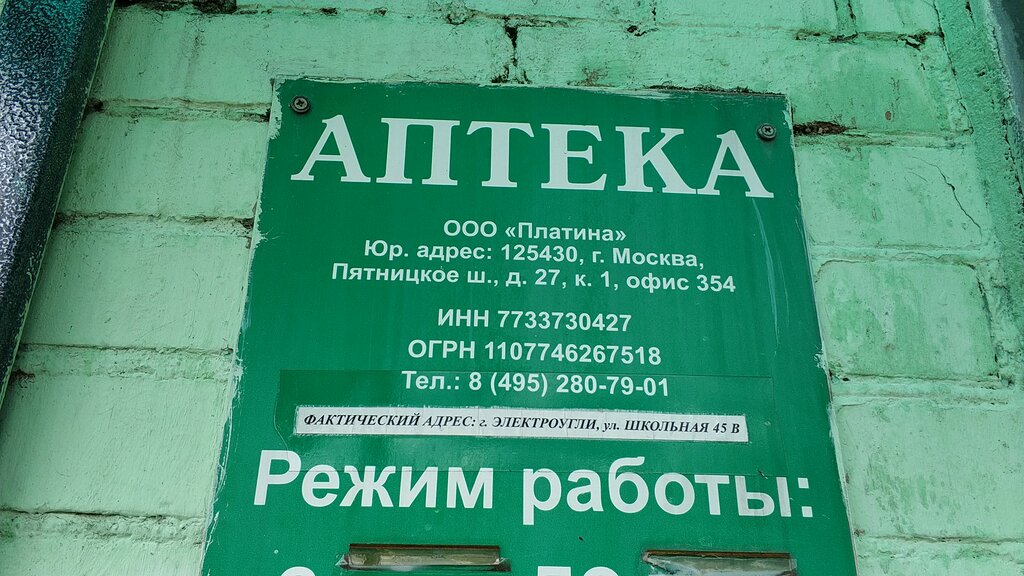 АПТЕКА
ООО «Платина»
Юр. адрес: 125430, г. Москва,
Пятницкое ш., д. 27, к. 1, офис 354
ИНН 7733730427
ОГРН 1107746267518
Тел.: 8 (495) 280-79-01
ФАКТИЧЕСКИЙ АДРЕС: г. ЭЛЕКТРОУГЛИ, ул. ШКОЛЬНАЯ 45 В
Режим работы: